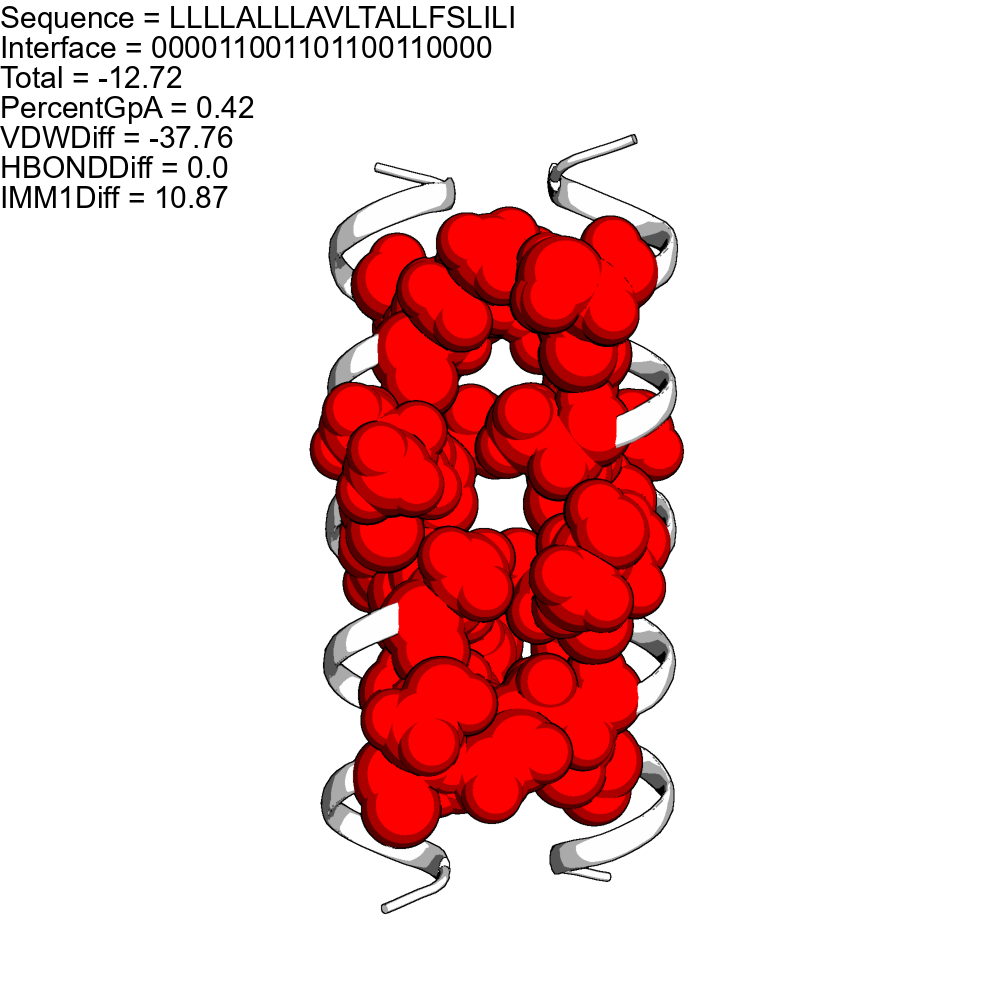 Sequence = LLLLALLLAVLTALLFSLILI
Interface = 000011001101100110000
Total = -12.72
PercentGpA = 0.42
VDWDiff = -37.76
HBONDDiff = 0.0
IMM1Diff = 10.87